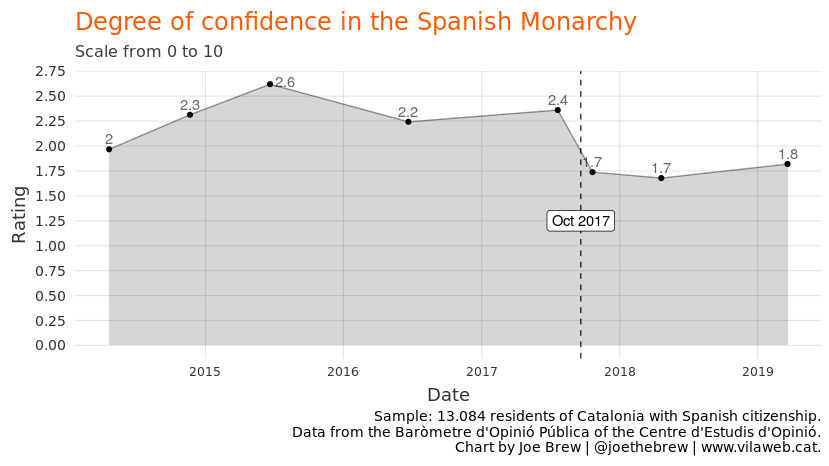 Degree of confidence in the Spanish Monarchy
Scale from 0 to 10
2.75
2.50
2.25
2.00
1.75
1.50
1.25
1.00
0.75
0.50
0.25
0.00
Rating
2
2.3
2.6
2.2
2.4
1.7
1.7
1.8
Oct 2017
2015 2016 2017 2018 2019
Date
Sample: 13.084 residents of Catalonia with Spanish citizenship.
Data from the Baròmetre d'Opinió Pública of the Centre d'Estudis d'Opinió.
Chart by Joe Brew | @joethebrew | www.vilaweb.cat.